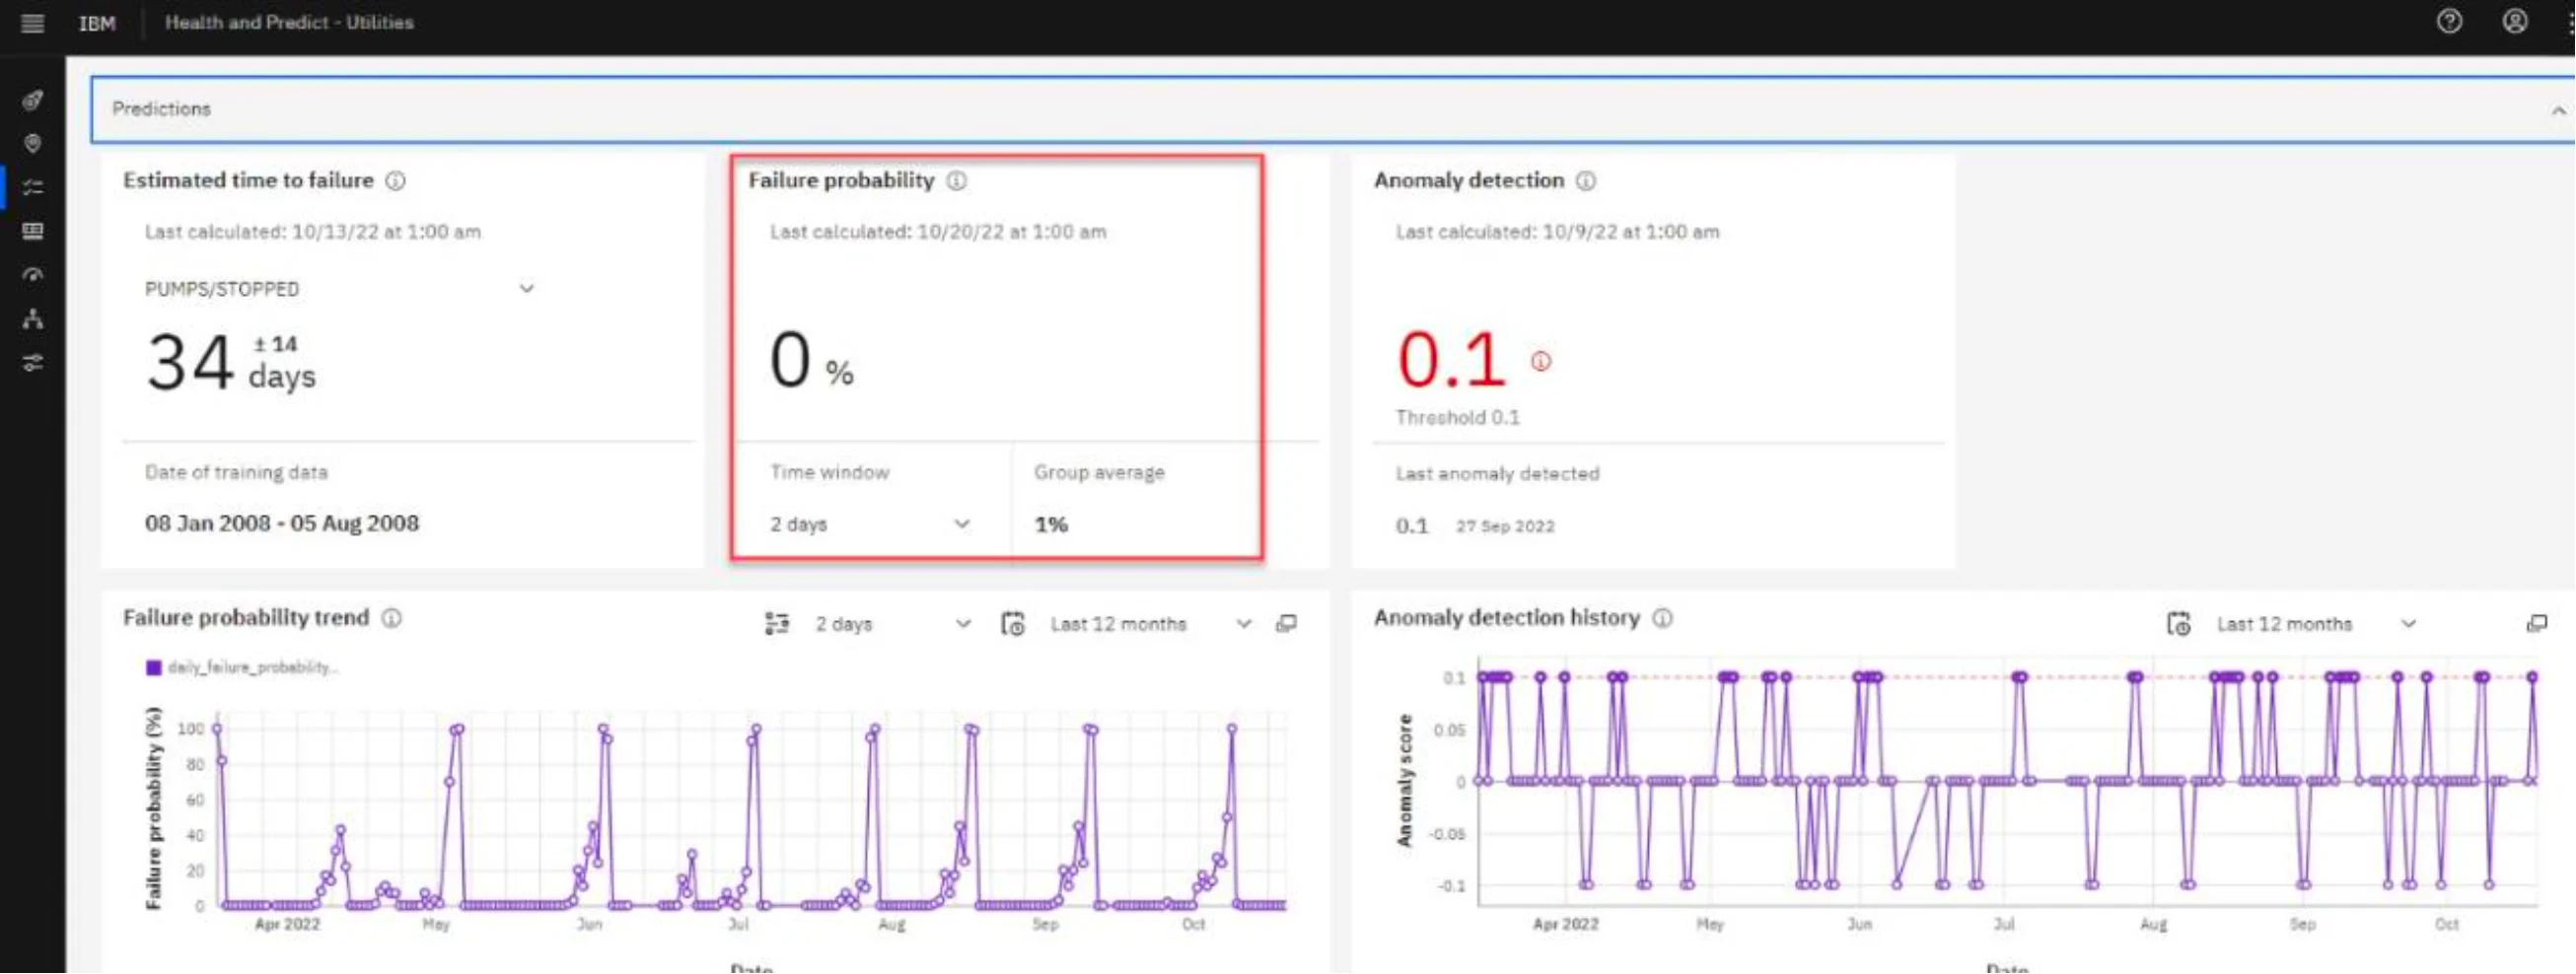 IBM Health and Predict - Utilities
Predictions
Estimated time to failure
Last calculated: 10/13/22 at 1:00 am
PUMPS/STOPPED
34 ± 14 days
Date of training data
08 Jan 2008 - 05 Aug 2008
Failure probability
Last calculated: 10/20/22 at 1:00 am
0 %
Time window
2 days
Group average
1%
Anomaly detection
Last calculated: 10/9/22 at 1:00 am
0.1
Threshold 0.1
Last anomaly detected
0.1 27 Sep 2022
Failure probability trend
2 days
Last 12 months
daily_failure_probability...
Failure probability (%)
100
80
60
40
20
0
Apr 2022 May Jun Jul Aug Sep Oct
Date
Anomaly detection history
Last 12 months
Anomaly score
0.1
0.05
0
-0.05
-0.1
Apr 2022 May Jun Jul Aug Sep Oct
Date